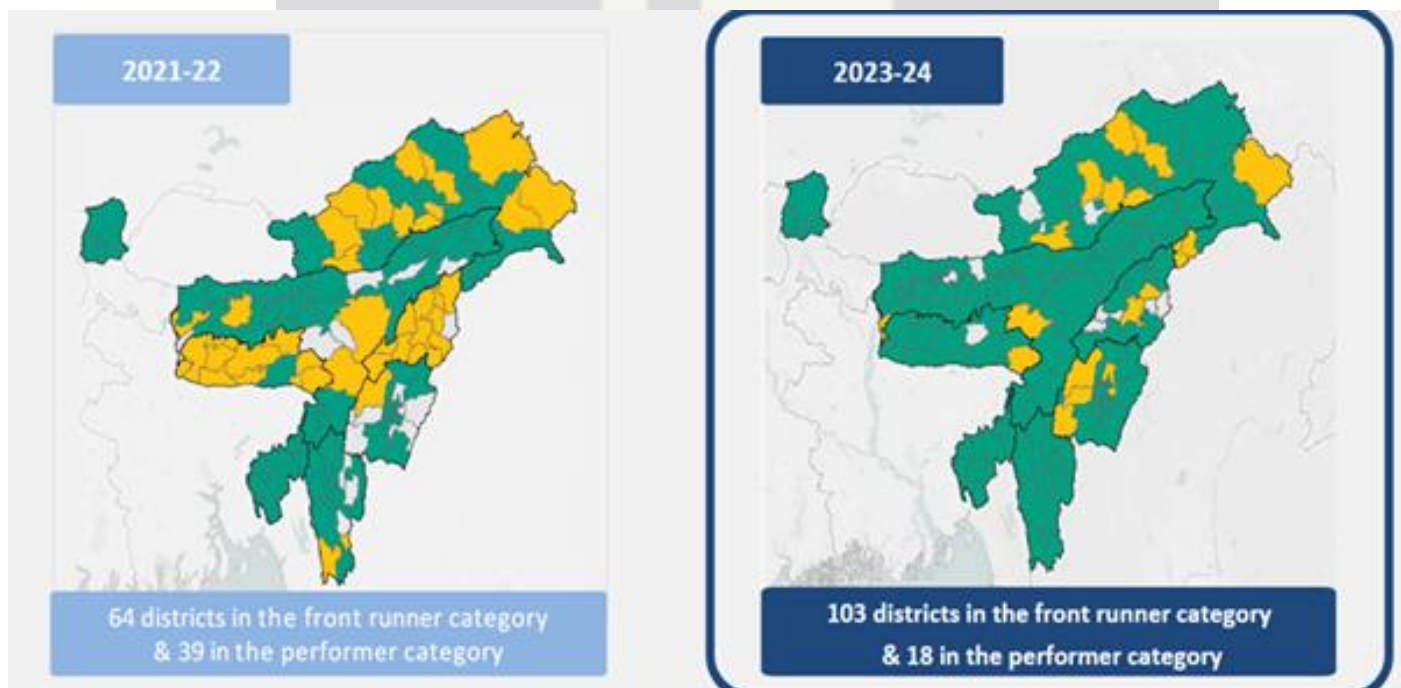 2021-22
64 districts in the front runner category
& 39 in the performer category
2023-24
103 districts in the front runner category
& 18 in the performer category